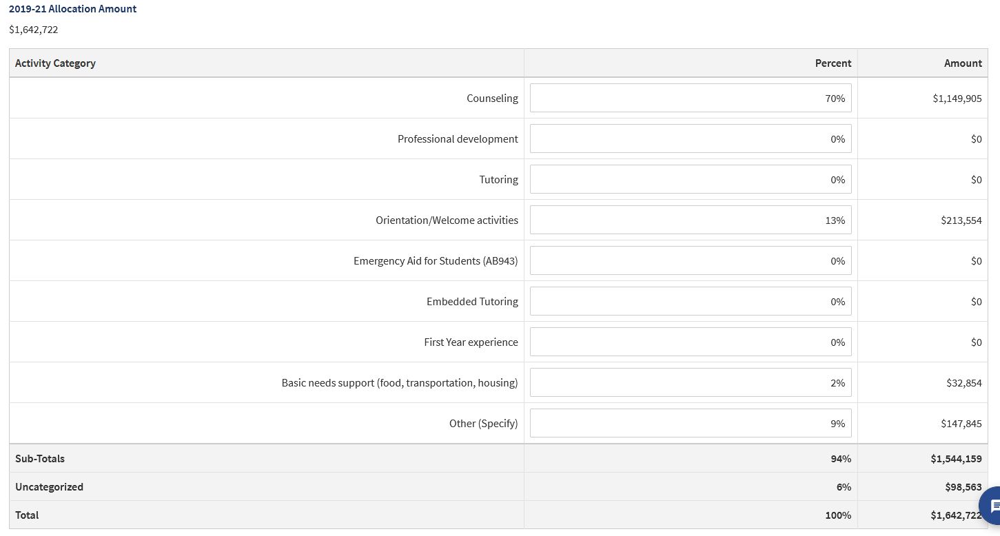 2019-21 Allocation Amount
$1,642,722
Activity Category Percent Amount
Counseling 70% $1,149,905
Professional development 0% $0
Tutoring 0% $0
Orientation/Welcome activities 13% $213,554
Emergency Aid for Students (AB943) 0% $0
Embedded Tutoring 0% $0
First Year experience 0% $0
Basic needs support (food, transportation, housing) 2% $32,854
Other (Specify) 9% $147,845
Sub-Totals 94% $1,544,159
Uncategorized 6% $98,563
Total 100% $1,642,722